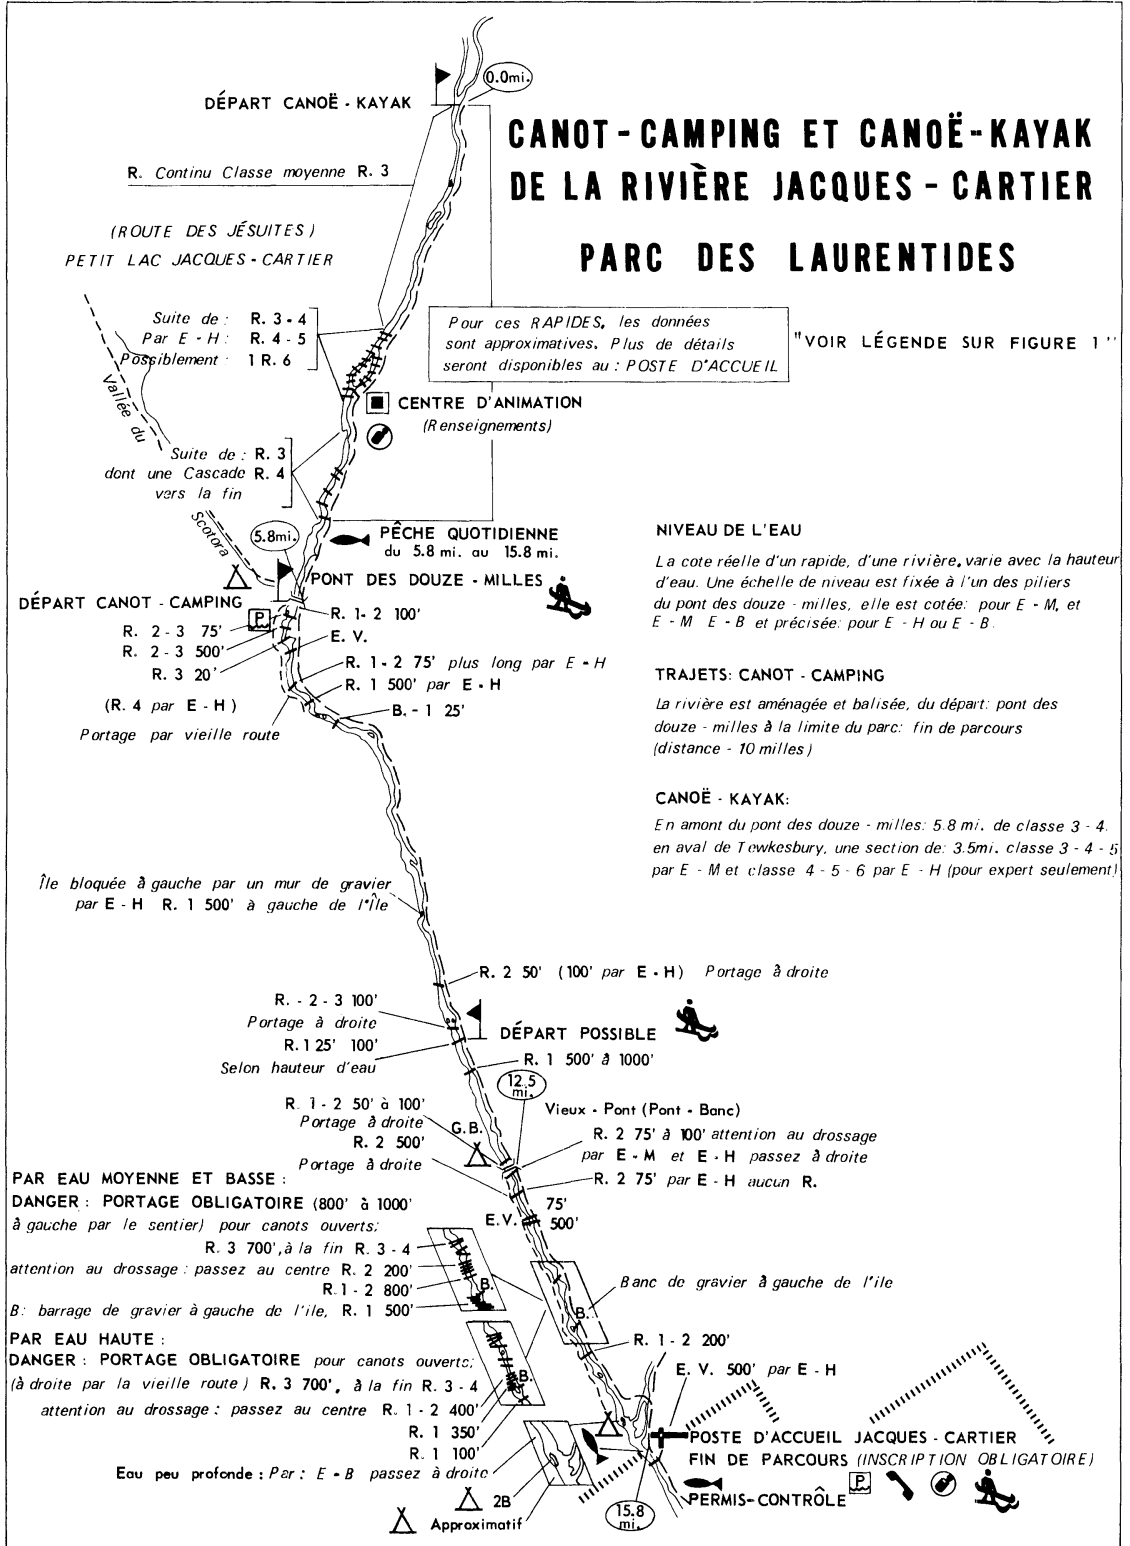 0.0mi.
DÉPART CANOË - KAYAK
CANOT - CAMPING ET CANOË - KAYAK
DE LA RIVIÈRE JACQUES - CARTIER
PARC DES LAURENTIDES
R. Continu Classe moyenne R. 3
(ROUTE DES JÉSUITES)
PETIT LAC JACQUES - CARTIER
Suite de : R. 3 - 4
Par E - H : R. 4 - 5
Possiblement : 1 R. 6
Pour ces RAPIDES, les données
sont approximatives. Plus de détails
seront disponibles au : POSTE D'ACCUEIL
"VOIR LÉGENDE SUR FIGURE 1"
Vallée du
Scotora
CENTRE D'ANIMATION
(Renseignements)
Suite de : R. 3
dont une Cascade R. 4
vers la fin
5.8mi.
PÊCHE QUOTIDIENNE
du 5.8 mi. au 15.8 mi.
PONT DES DOUZE - MILLES
DÉPART CANOT - CAMPING
P
R. 1- 2 100'
R. 2 - 3 75'
E. V.
R. 2 - 3 500'
R. 1 - 2 75' plus long par E - H
R. 3 20'
R. 1 500' par E - H
(R. 4 par E - H)
B. - 1 25'
Portage par vieille route
NIVEAU DE L'EAU
La cote réelle d'un rapide, d'une rivière, varie avec la hauteur
d'eau. Une échelle de niveau est fixée à l'un des piliers
du pont des douze - milles, elle est cotée: pour E - M, et
E - M E - B et précisée: pour E - H ou E - B.
TRAJETS: CANOT - CAMPING
La rivière est aménagée et balisée, du départ: pont des
douze - milles à la limite du parc: fin de parcours
(distance - 10 milles)
CANOË - KAYAK:
En amont du pont des douze - milles: 5.8 mi. de classe 3 - 4.
en aval de Tewkesbury, une section de: 3.5mi. classe 3 - 4 - 5
par E - M et classe 4 - 5 - 6 par E - H (pour expert seulement)
Île bloquée à gauche par un mur de gravier
par E - H R. 1 500' à gauche de l'Île
R. 2 50' (100' par E - H) Portage à droite
R. - 2 - 3 100'
Portage à droite
R. 1 25' 100'
Selon hauteur d'eau
DÉPART POSSIBLE
R. 1 500' à 1000'
12.5
mi.
R. 1-2 50' à 100'
Portage à droite
R. 2 500'
Portage à droite
G.B.
Vieux - Pont (Pont - Banc)
R. 2 75' à 100' attention au drossage
par E - M et E - H passez à droite
R. 2 75' par E - H aucun R.
75'
E.V.
500'
PAR EAU MOYENNE ET BASSE :
DANGER : PORTAGE OBLIGATOIRE (800' à 1000'
à gauche par le sentier) pour canots ouverts;
R. 3 700', à la fin R. 3 - 4
attention au drossage : passez au centre R. 2 200'
R. 1 - 2 800'
B: barrage de gravier à gauche de l'ile, R. 1 500'
B.
B.
Banc de gravier à gauche de l'ile
PAR EAU HAUTE :
DANGER : PORTAGE OBLIGATOIRE pour canots ouverts;
(à droite par la vieille route) R. 3 700', à la fin R. 3 - 4
attention au drossage : passez au centre R. 1 - 2 400'
R. 1 350'
R. 1 100'
B.
R. 1 - 2 200'
E. V. 500' par E - H
Eau peu profonde : Par : E - B passez à droite
2B
Approximatif
POSTE D'ACCUEIL JACQUES - CARTIER
FIN DE PARCOURS (INSCRIPTION OBLIGATOIRE)
P
PERMIS-CONTRÔLE
15.8
mi.